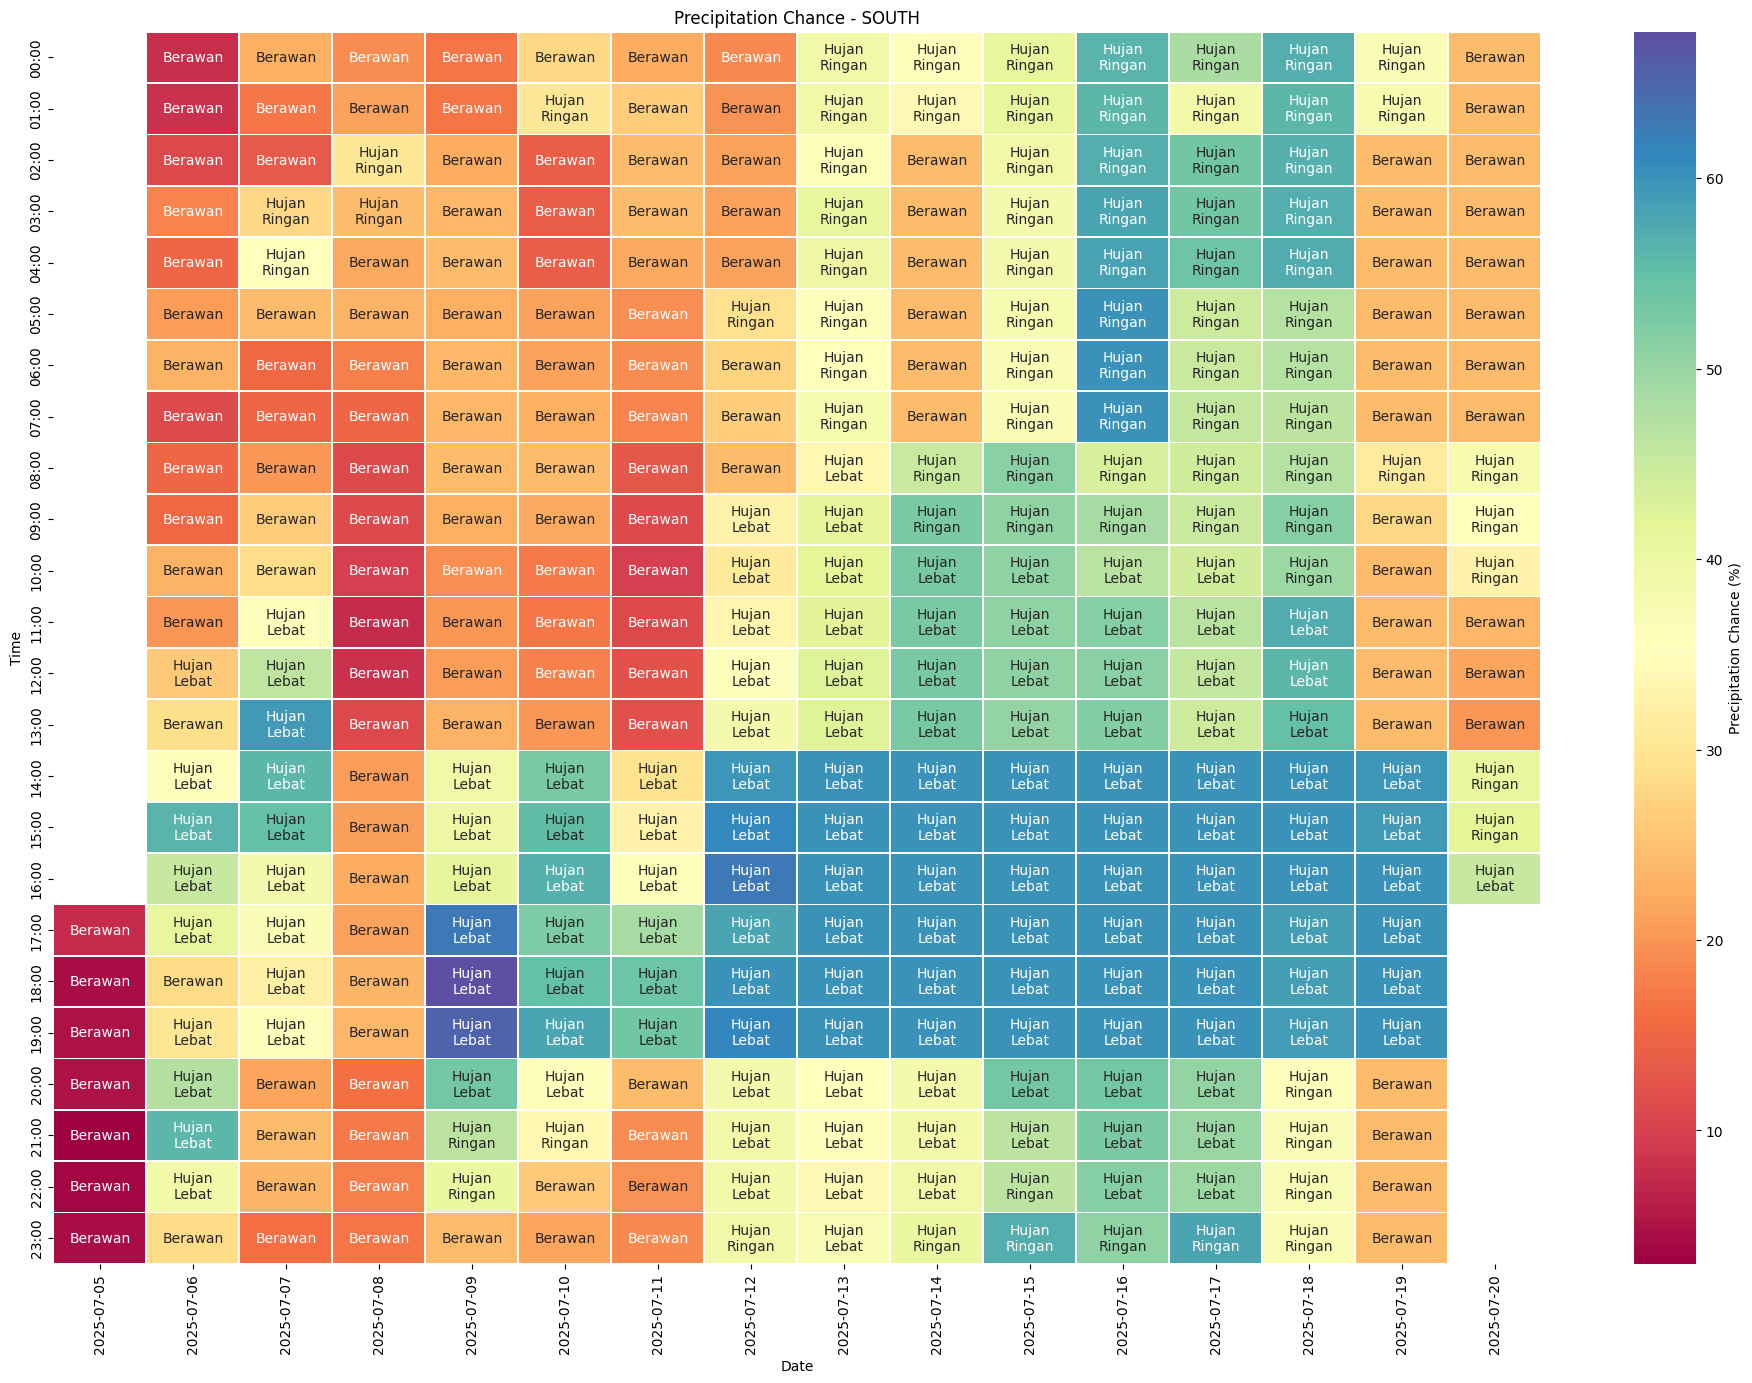 Precipitation Chance - SOUTH
00:00 Berawan Berawan Berawan Berawan Berawan Berawan Berawan Hujan Ringan Hujan Ringan Hujan Ringan Hujan Ringan Hujan Ringan Hujan Ringan Hujan Ringan Berawan
01:00 Berawan Berawan Berawan Berawan Hujan Ringan Berawan Berawan Hujan Ringan Hujan Ringan Hujan Ringan Hujan Ringan Hujan Ringan Hujan Ringan Hujan Ringan Berawan
02:00 Berawan Berawan Hujan Ringan Berawan Berawan Berawan Berawan Hujan Ringan Berawan Hujan Ringan Hujan Ringan Hujan Ringan Hujan Ringan Berawan Berawan
03:00 Berawan Hujan Ringan Hujan Ringan Berawan Berawan Berawan Berawan Hujan Ringan Berawan Hujan Ringan Hujan Ringan Hujan Ringan Hujan Ringan Berawan Berawan
04:00 Berawan Hujan Ringan Berawan Berawan Berawan Berawan Berawan Hujan Ringan Berawan Hujan Ringan Hujan Ringan Hujan Ringan Hujan Ringan Berawan Berawan
05:00 Berawan Berawan Berawan Berawan Berawan Berawan Hujan Ringan Hujan Ringan Berawan Hujan Ringan Hujan Ringan Hujan Ringan Hujan Ringan Berawan Berawan
06:00 Berawan Berawan Berawan Berawan Berawan Berawan Berawan Hujan Ringan Berawan Hujan Ringan Hujan Ringan Hujan Ringan Hujan Ringan Berawan Berawan
07:00 Berawan Berawan Berawan Berawan Berawan Berawan Berawan Hujan Ringan Berawan Hujan Ringan Hujan Ringan Hujan Ringan Hujan Ringan Berawan Berawan
08:00 Berawan Berawan Berawan Berawan Berawan Berawan Berawan Hujan Lebat Hujan Ringan Hujan Ringan Hujan Ringan Hujan Ringan Hujan Ringan Hujan Ringan Hujan Ringan
09:00 Berawan Berawan Berawan Berawan Berawan Berawan Hujan Lebat Hujan Lebat Hujan Ringan Hujan Ringan Hujan Ringan Hujan Ringan Hujan Ringan Berawan Hujan Ringan
10:00 Berawan Berawan Berawan Berawan Berawan Berawan Hujan Lebat Hujan Lebat Hujan Lebat Hujan Lebat Hujan Lebat Hujan Lebat Hujan Ringan Berawan Hujan Ringan
11:00 Berawan Hujan Lebat Berawan Berawan Berawan Berawan Hujan Lebat Hujan Lebat Hujan Lebat Hujan Lebat Hujan Lebat Hujan Lebat Hujan Lebat Berawan Berawan
12:00 Hujan Lebat Hujan Lebat Berawan Berawan Berawan Berawan Hujan Lebat Hujan Lebat Hujan Lebat Hujan Lebat Hujan Lebat Hujan Lebat Hujan Lebat Berawan Berawan
13:00 Berawan Hujan Lebat Berawan Berawan Berawan Berawan Hujan Lebat Hujan Lebat Hujan Lebat Hujan Lebat Hujan Lebat Hujan Lebat Hujan Lebat Berawan Berawan
14:00 Hujan Lebat Hujan Lebat Berawan Hujan Lebat Hujan Lebat Hujan Lebat Hujan Lebat Hujan Lebat Hujan Lebat Hujan Lebat Hujan Lebat Hujan Lebat Hujan Lebat Hujan Lebat Hujan Ringan
15:00 Hujan Lebat Hujan Lebat Berawan Hujan Lebat Hujan Lebat Hujan Lebat Hujan Lebat Hujan Lebat Hujan Lebat Hujan Lebat Hujan Lebat Hujan Lebat Hujan Lebat Hujan Lebat Hujan Ringan
16:00 Hujan Lebat Hujan Lebat Berawan Hujan Lebat Hujan Lebat Hujan Lebat Hujan Lebat Hujan Lebat Hujan Lebat Hujan Lebat Hujan Lebat Hujan Lebat Hujan Lebat Hujan Lebat Hujan Lebat
17:00 Berawan Hujan Lebat Hujan Lebat Berawan Hujan Lebat Hujan Lebat Hujan Lebat Hujan Lebat Hujan Lebat Hujan Lebat Hujan Lebat Hujan Lebat Hujan Lebat Hujan Lebat Hujan Lebat
18:00 Berawan Berawan Hujan Lebat Berawan Hujan Lebat Hujan Lebat Hujan Lebat Hujan Lebat Hujan Lebat Hujan Lebat Hujan Lebat Hujan Lebat Hujan Lebat Hujan Lebat Hujan Lebat
19:00 Berawan Hujan Lebat Hujan Lebat Berawan Hujan Lebat Hujan Lebat Hujan Lebat Hujan Lebat Hujan Lebat Hujan Lebat Hujan Lebat Hujan Lebat Hujan Lebat Hujan Lebat Hujan Lebat
20:00 Berawan Hujan Lebat Berawan Berawan Hujan Lebat Hujan Lebat Berawan Hujan Lebat Hujan Lebat Hujan Lebat Hujan Lebat Hujan Lebat Hujan Lebat Hujan Ringan Berawan
21:00 Berawan Hujan Lebat Berawan Berawan Hujan Ringan Hujan Ringan Berawan Hujan Lebat Hujan Lebat Hujan Lebat Hujan Lebat Hujan Lebat Hujan Lebat Hujan Ringan Berawan
22:00 Berawan Hujan Lebat Berawan Berawan Hujan Ringan Berawan Berawan Hujan Lebat Hujan Lebat Hujan Lebat Hujan Ringan Hujan Lebat Hujan Lebat Hujan Ringan Berawan
23:00 Berawan Berawan Berawan Berawan Berawan Berawan Berawan Hujan Ringan Hujan Lebat Hujan Ringan Hujan Ringan Hujan Ringan Hujan Ringan Hujan Ringan Berawan
2025-07-05 2025-07-06 2025-07-07 2025-07-08 2025-07-09 2025-07-10 2025-07-11 2025-07-12 2025-07-13 2025-07-14 2025-07-15 2025-07-16 2025-07-17 2025-07-18 2025-07-19 2025-07-20
Time
Date
60
50
40
30
20
10
Precipitation Chance (%)